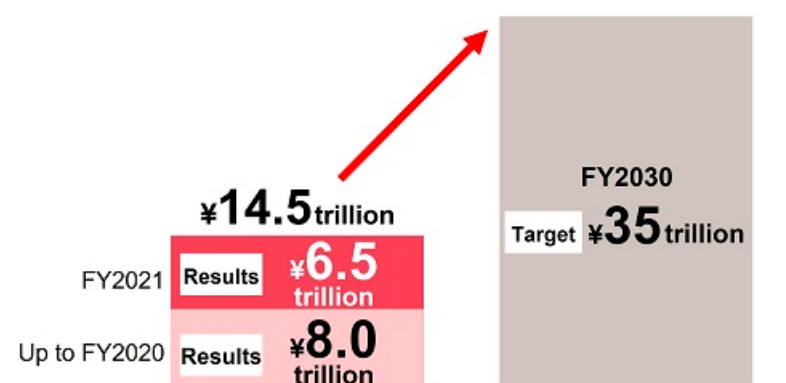 ¥14.5trillion
FY2030
Target ¥35trillion
FY2021 Results ¥6.5
trillion
Up to FY2020 Results ¥8.0
trillion